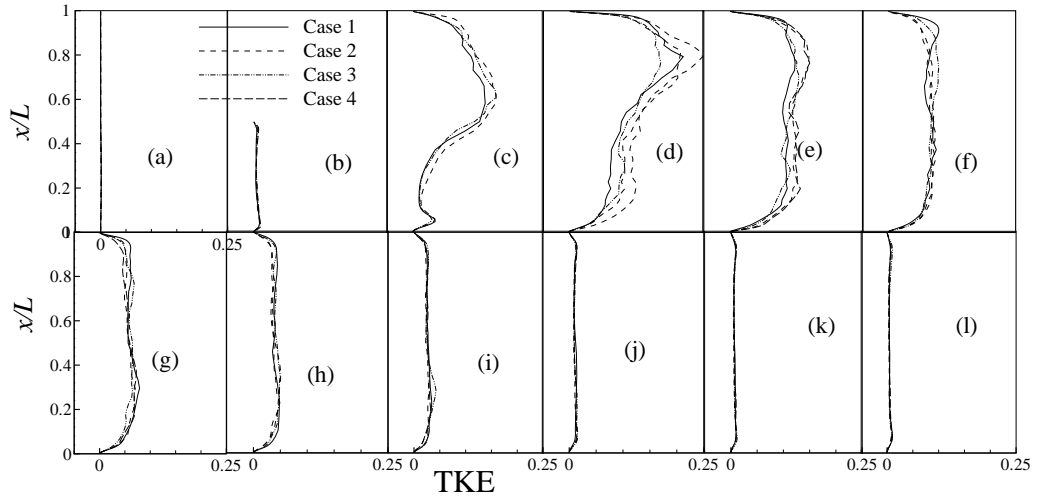 1
Case 1
0.8
Case 2
Case 3
0.6
Case 4
x/L
0.4
(a)
(b)
(c)
(d)
(e)
(f)
0.2
0
0
0.25
0.8
x/L
0.6
(g)
(h)
(i)
(j)
(k)
(l)
0.4
0.2
0
0 0.25 0 0.25 0 0.25 0 0.25 0 0.25 0 0.25
TKE